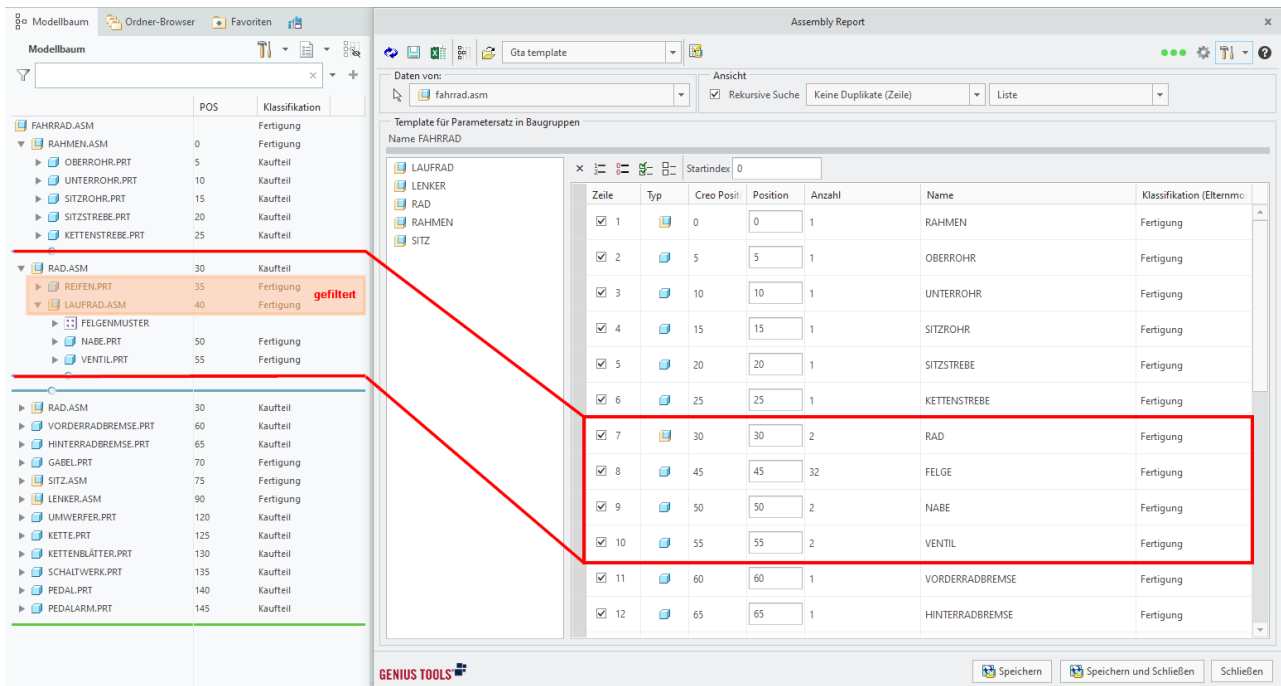 Modellbaum Ordner-Browser Favoriten
Modellbaum
POS Klassifikation
FAHRRAD.ASM Fertigung
RAHMEN.ASM 0 Fertigung
OBERROHR.PRT 5 Kaufteil
UNTERROHR.PRT 10 Kaufteil
SITZROHR.PRT 15 Kaufteil
SITZSTREBE.PRT 20 Kaufteil
KETTENSTREBE.PRT 25 Kaufteil
RAD.ASM 30 Kaufteil
REIFEN.PRT 35 Fertigung
gefiltert
LAUFRAD.ASM 40 Fertigung
FELGENMUSTER
NABE.PRT 50 Fertigung
VENTIL.PRT 55 Fertigung
RAD.ASM 30 Kaufteil
VORDERRADBREMSE.PRT 60 Kaufteil
HINTERRADBREMSE.PRT 65 Kaufteil
GABEL.PRT 70 Fertigung
SITZ.ASM 75 Fertigung
LENKER.ASM 90 Fertigung
UMWERFER.PRT 120 Kaufteil
KETTE.PRT 125 Kaufteil
KETTENBLÄTTER.PRT 130 Kaufteil
SCHALTWERK.PRT 135 Kaufteil
PEDAL.PRT 140 Kaufteil
PEDALARM.PRT 145 Kaufteil
Assembly Report x
Gta template
Daten von: Ansicht
fahrrad.asm Rekursive Suche Keine Duplikate (Zeile) Liste
Template für Parametersatz in Baugruppen
Name FAHRRAD
LAUFRAD
LENKER
RAD
RAHMEN
SITZ
Startindex 0
Zeile Typ Creo Posit Position Anzahl Name Klassifikation (Elternmo
1 0 0 1 RAHMEN Fertigung
2 5 5 1 OBERROHR Fertigung
3 10 10 1 UNTERROHR Fertigung
4 15 15 1 SITZROHR Fertigung
5 20 20 1 SITZSTREBE Fertigung
6 25 25 1 KETTENSTREBE Fertigung
7 30 30 2 RAD Fertigung
8 45 45 32 FELGE Fertigung
9 50 50 2 NABE Fertigung
10 55 55 2 VENTIL Fertigung
11 60 60 1 VORDERRADBREMSE Fertigung
12 65 65 1 HINTERRADBREMSE Fertigung
GENIUS TOOLS Speichern Speichern und Schließen Schließen